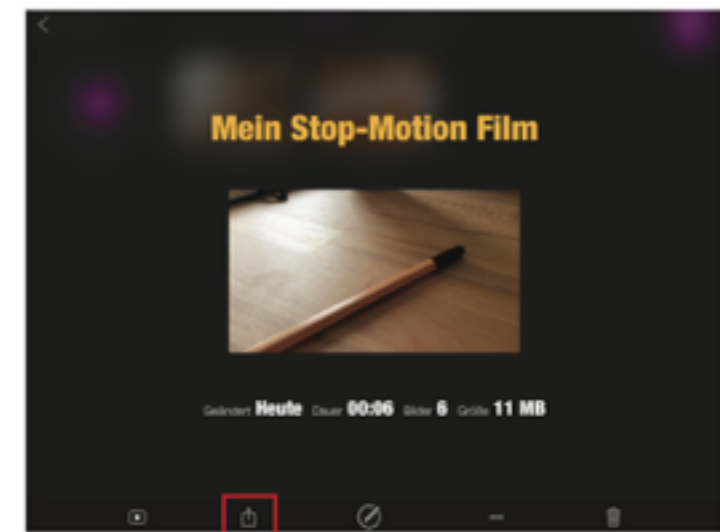 Mein Stop-Motion Film
Geändert Heute Dauer 00:06 Bilder 6 Größe 11 MB